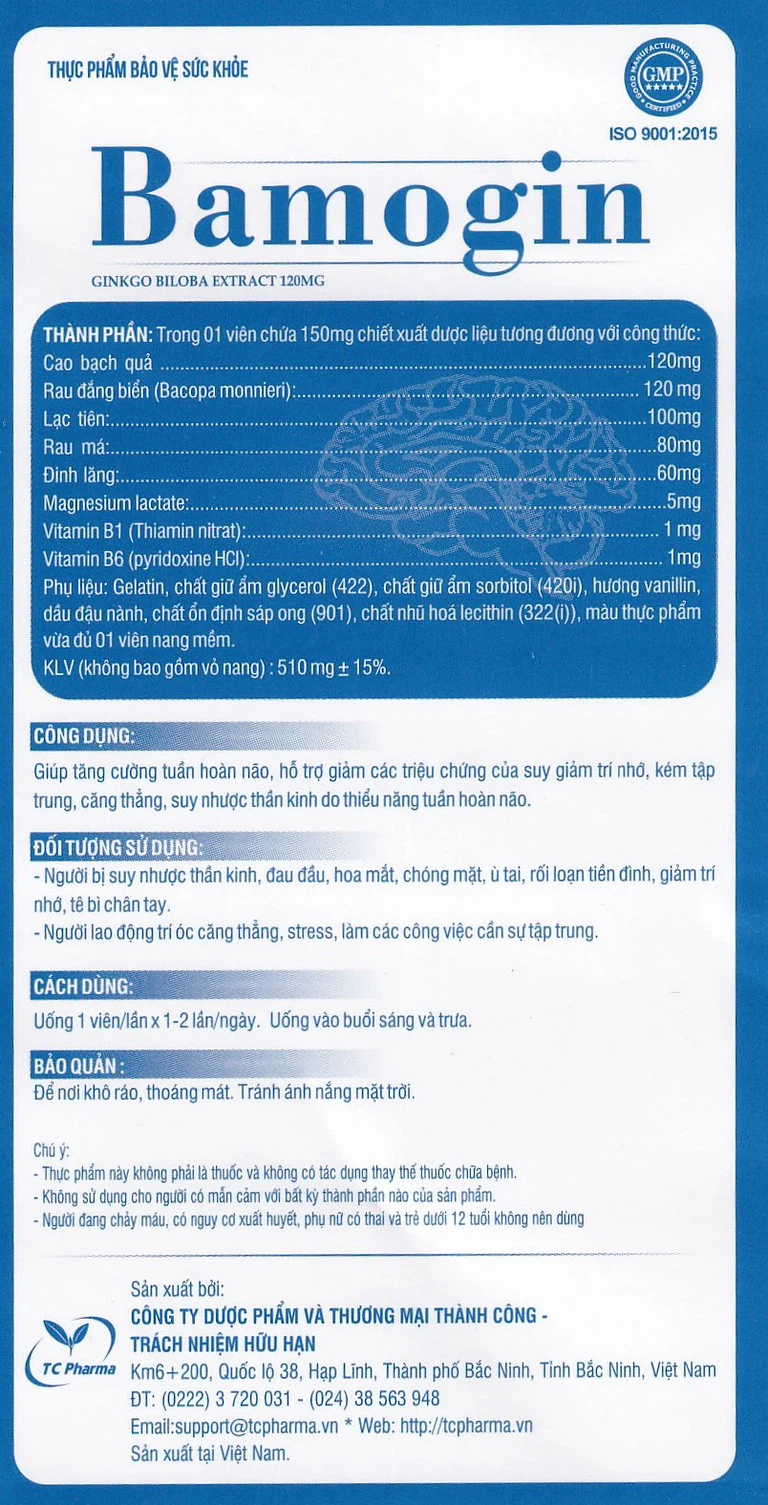 THỰC PHẨM BẢO VỆ SỨC KHỎE
GOOD MANUFACTURING PRACTICE
GMP
CERTIFIED
ISO 9001:2015
Bamogin
GINKGO BILOBA EXTRACT 120MG
THÀNH PHẦN: Trong 01 viên chứa 150mg chiết xuất dược liệu tương đương với công thức:
Cao bạch quả ........120mg
Rau đắng biển (Bacopa monnieri):........ 120 mg
Lạc tiên:........100mg
Rau má:........80mg
Đinh lăng:........60mg
Magnesium lactate:........5mg
Vitamin B1 (Thiamin nitrat):........ 1 mg
Vitamin B6 (pyridoxine HCl):........ 1mg
Phụ liệu: Gelatin, chất giữ ẩm glycerol (422), chất giữ ẩm sorbitol (420i), hương vanillin,
dầu đậu nành, chất ổn định sáp ong (901), chất nhũ hoá lecithin (322(i)), màu thực phẩm
vừa đủ 01 viên nang mềm.
KLV (không bao gồm vỏ nang) : 510 mg ± 15%.
CÔNG DỤNG:
Giúp tăng cường tuần hoàn não, hỗ trợ giảm các triệu chứng của suy giảm trí nhớ, kém tập
trung, căng thẳng, suy nhược thần kinh do thiểu năng tuần hoàn não.
ĐỐI TƯỢNG SỬ DỤNG:
- Người bị suy nhược thần kinh, đau đầu, hoa mắt, chóng mặt, ù tai, rối loạn tiền đình, giảm trí
nhớ, tê bì chân tay.
- Người lao động trí óc căng thẳng, stress, làm các công việc cần sự tập trung.
CÁCH DÙNG:
Uống 1 viên/lần x 1-2 lần/ngày. Uống vào buổi sáng và trưa.
BẢO QUẢN :
Để nơi khô ráo, thoáng mát. Tránh ánh nắng mặt trời.
Chú ý:
- Thực phẩm này không phải là thuốc và không có tác dụng thay thế thuốc chữa bệnh.
- Không sử dụng cho người có mẫn cảm với bất kỳ thành phần nào của sản phẩm.
- Người đang chảy máu, có nguy cơ xuất huyết, phụ nữ có thai và trẻ dưới 12 tuổi không nên dùng
Sản xuất bởi:
CÔNG TY DƯỢC PHẨM VÀ THƯƠNG MẠI THÀNH CÔNG -
TRÁCH NHIỆM HỮU HẠN
TC Pharma
Km6+200, Quốc lộ 38, Hạp Lĩnh, Thành phố Bắc Ninh, Tỉnh Bắc Ninh, Việt Nam
ĐT: (0222) 3 720 031 - (024) 38 563 948
Email:support@tcpharma.vn * Web: http://tcpharma.vn
Sản xuất tại Việt Nam.